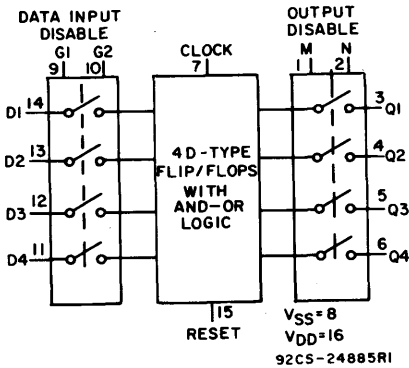 DATA INPUT
DISABLE
G1 G2
9 10
CLOCK
7
OUTPUT
DISABLE
M N
1 2
D1 14
D2 13
D3 12
D4 11
4 D-TYPE
FLIP/FLOPS
WITH
AND-OR
LOGIC
3 Q1
4 Q2
5 Q3
6 Q4
15
RESET
VSS=8
VDD=16
92CS-24885R1